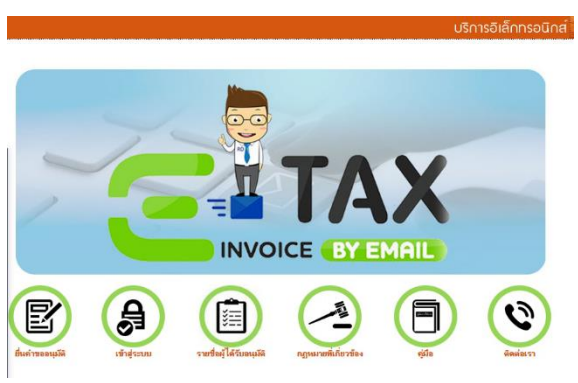 บริการอิเล็กทรอนิกส์
RD
E-TAX
INVOICE BY EMAIL
ยื่นคำขออนุมัติ
เข้าสู่ระบบ
รายชื่อผู้ได้รับอนุมัติ
กฎหมายที่เกี่ยวข้อง
คู่มือ
ติดต่อเรา